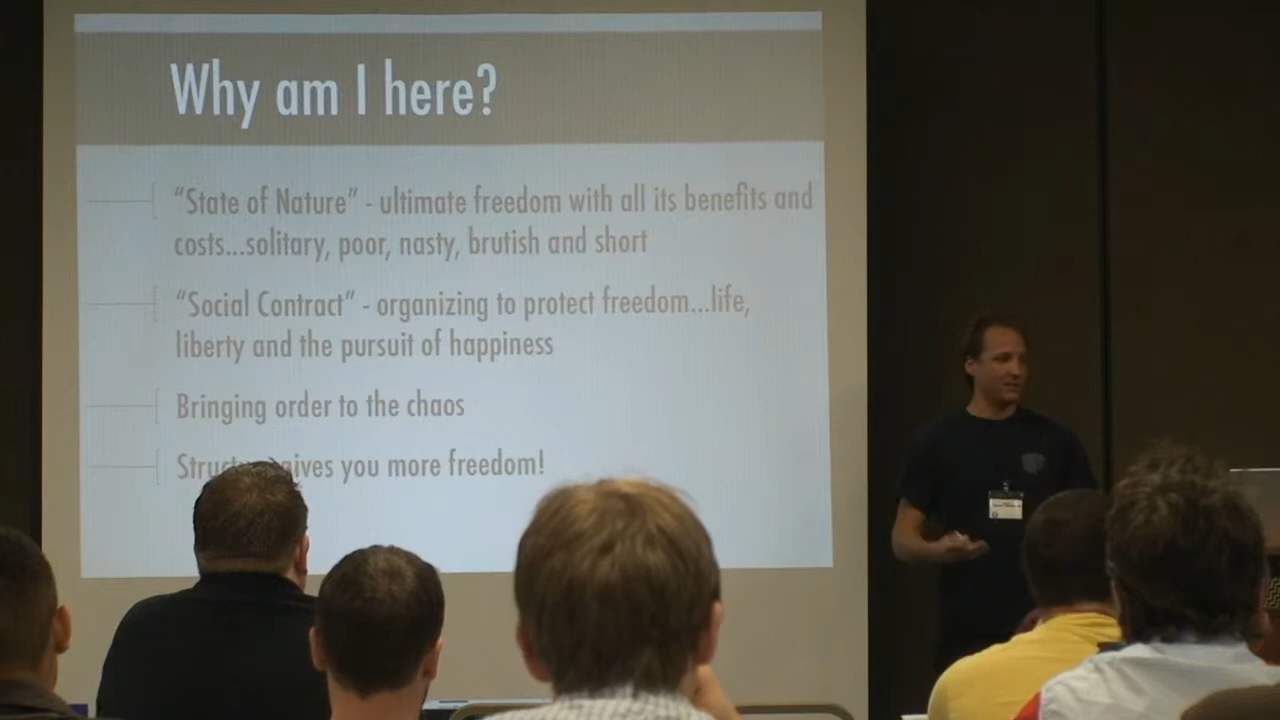 Why am I here?
“State of Nature” - ultimate freedom with all its benefits and
costs...solitary, poor, nasty, brutish and short
“Social Contract” - organizing to protect freedom...life,
liberty and the pursuit of happiness
Bringing order to the chaos
gives you more freedom!